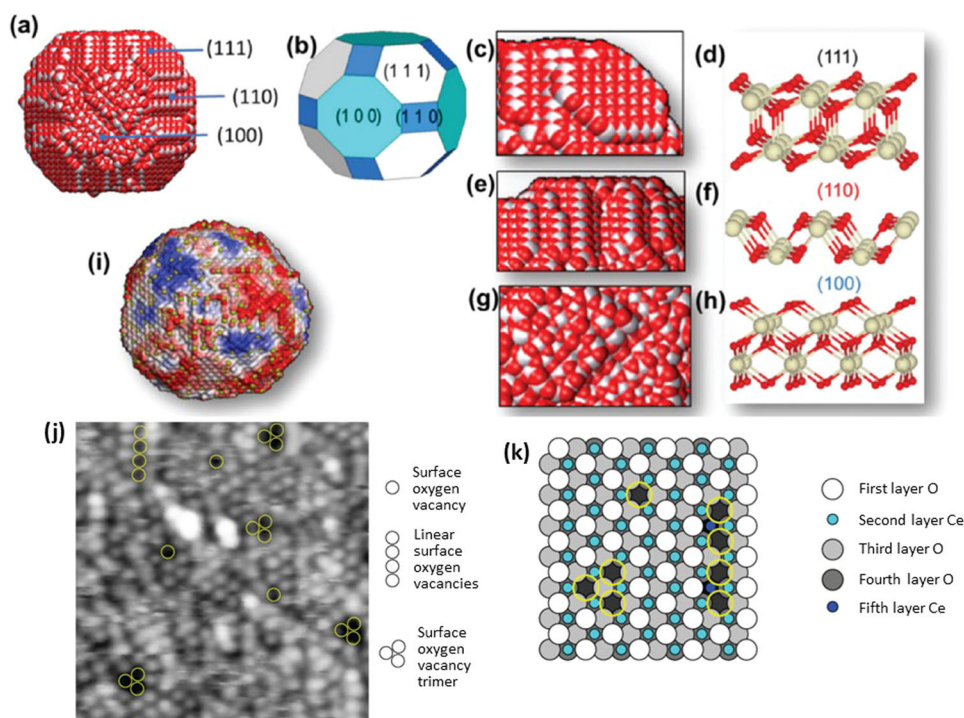 (a)
(111)
(110)
(100)
(b)
(1 1 1)
(1 0 0)
(1 1 0)
(c)
(d)
(111)
(e)
(f)
(110)
(g)
(h)
(100)
(i)
(j)
Surface
oxygen
vacancy
Linear
surface
oxygen
vacancies
Surface
oxygen
vacancy
trimer
(k)
First layer O
Second layer Ce
Third layer O
Fourth layer O
Fifth layer Ce